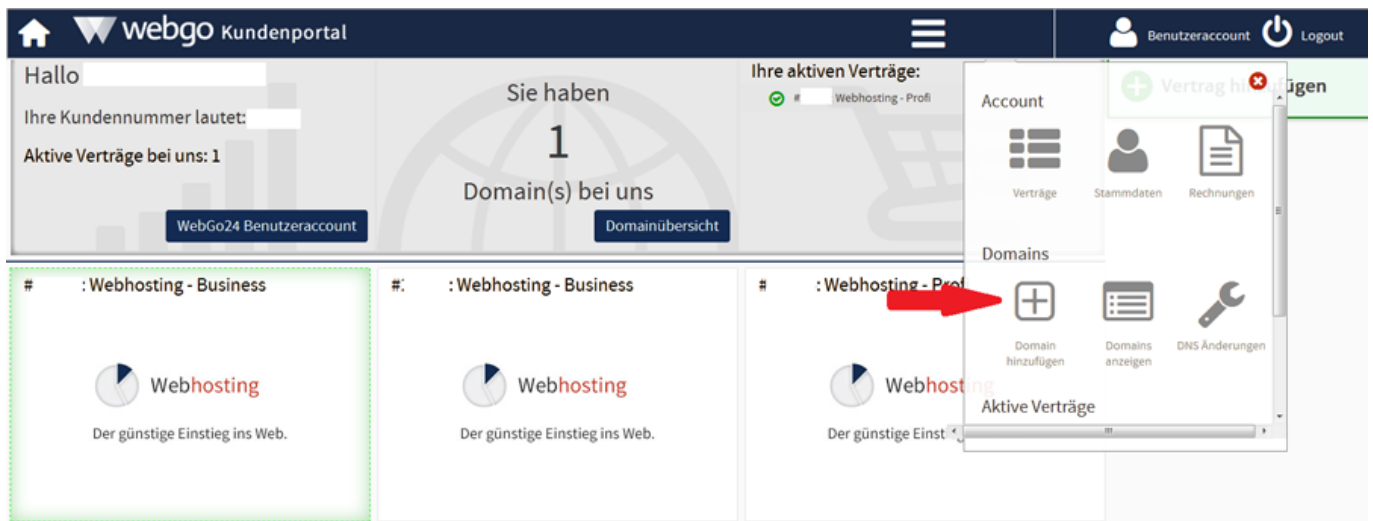 webgo Kundenportal
Benutzeraccount
Logout
Hallo
Ihre Kundennummer lautet:
Aktive Verträge bei uns: 1
WebGo24 Benutzeraccount
Sie haben
1
Domain(s) bei uns
Domainübersicht
Ihre aktiven Verträge:
# Webhosting - Profi
Vertrag hinzufügen
Account
Verträge
Stammdaten
Rechnungen
Domains
Domain
hinzufügen
Domains
anzeigen
DNS Änderungen
Aktive Verträge
# : Webhosting - Business
Webhosting
Der günstige Einstieg ins Web.
#: : Webhosting - Business
Webhosting
Der günstige Einstieg ins Web.
# : Webhosting - Prof
Webhosting
Der günstige Einst